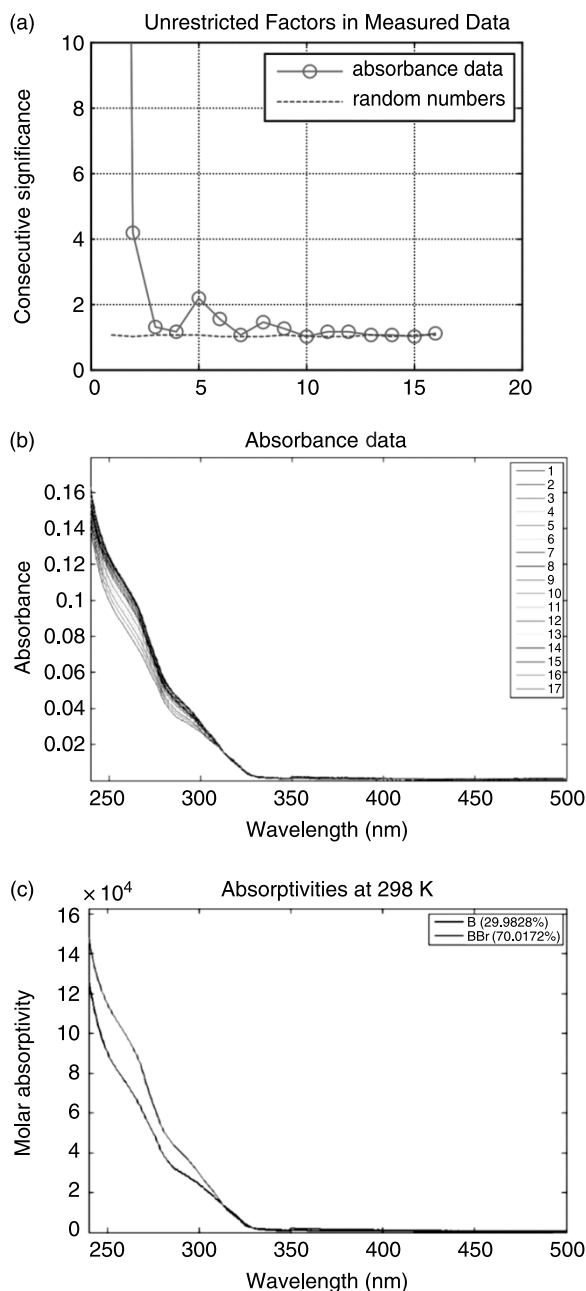 (a) Unrestricted Factors in Measured Data
Consecutive significance
10
8
6
4
2
0
absorbance data
random numbers
0 5 10 15 20
(b) Absorbance data
Absorbance
0.16
0.14
0.12
0.1
0.08
0.06
0.04
0.02
1
2
3
4
5
6
7
8
9
10
11
12
13
14
15
16
17
250 300 350 400 450 500
Wavelength (nm)
(c) Absorptivities at 298 K
× 10⁴
Molar absorptivity
16
14
12
10
8
6
4
2
0
B (29.9828%)
BBr (70.0172%)
250 300 350 400 450 500
Wavelength (nm)